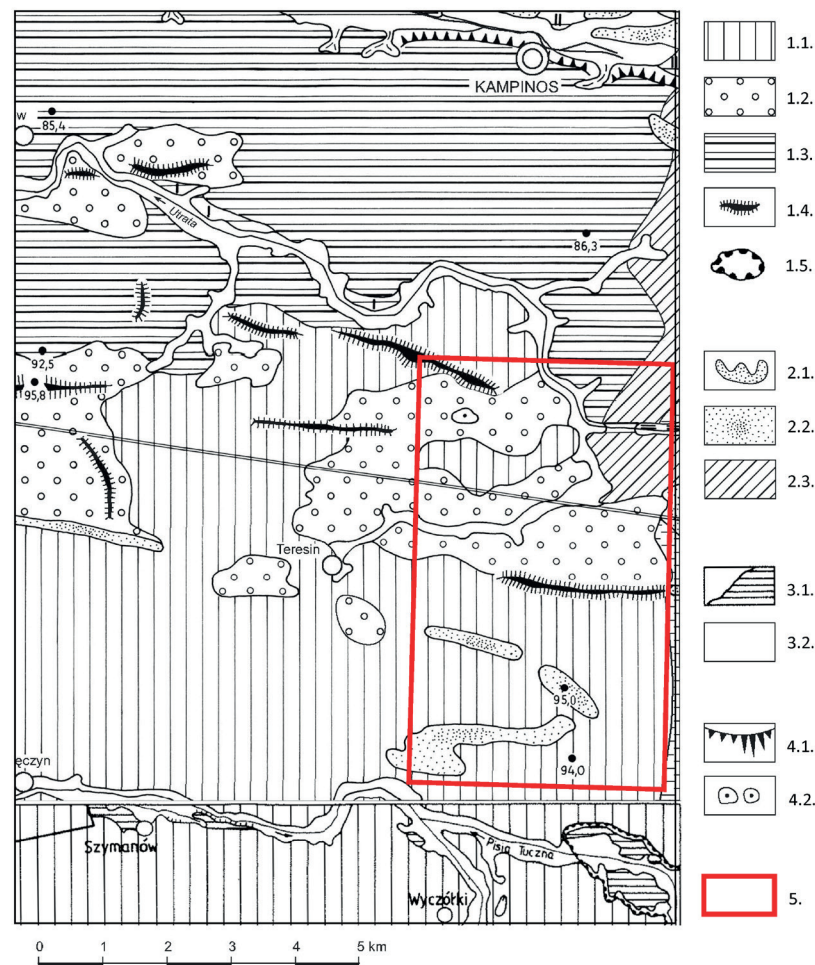 KAMPINOS
w
85,4
Utrata
86,3
92,5
95,8
Teresin
95,0
94,0
ęczyn
Szymanów
Pisia Tuczna
Wyczółki
0 1 2 3 4 5 km
1.1.
1.2.
1.3.
1.4.
1.5.
2.1.
2.2.
2.3.
3.1.
3.2.
4.1.
4.2.
5.